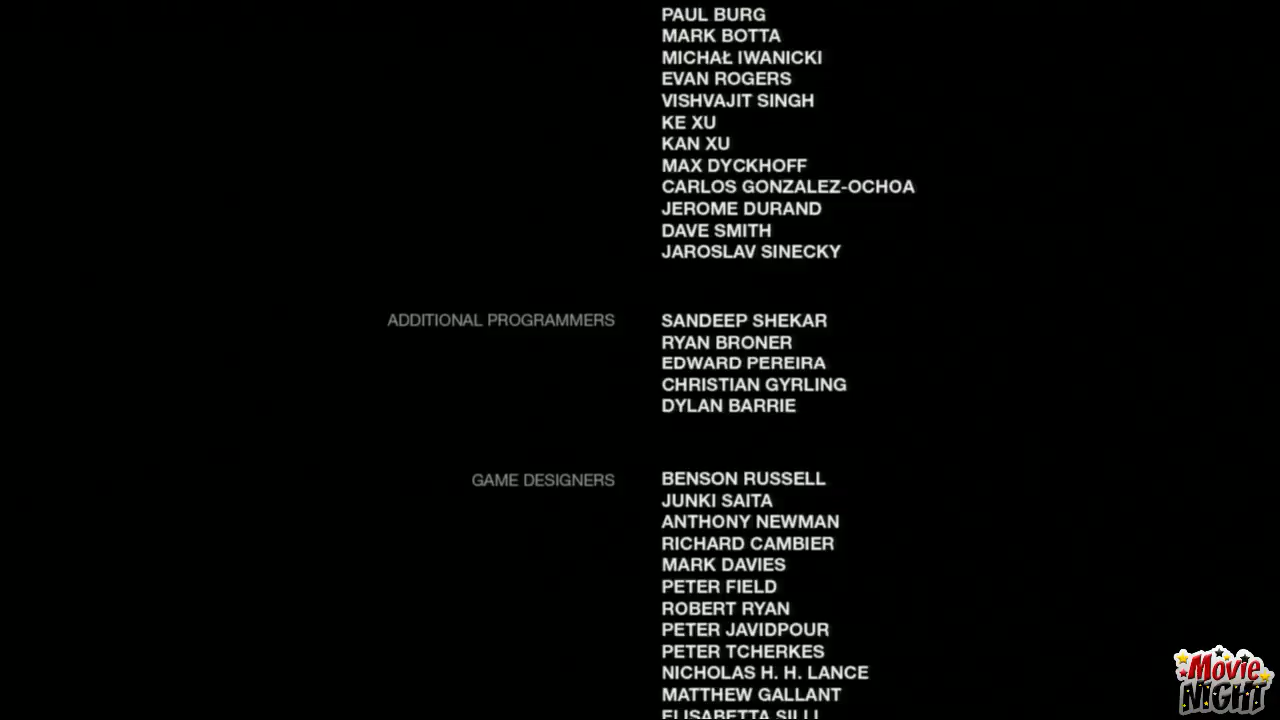 PAUL BURG
MARK BOTTA
MICHAŁ IWANICKI
EVAN ROGERS
VISHVAJIT SINGH
KE XU
KAN XU
MAX DYCKHOFF
CARLOS GONZALEZ-OCHOA
JEROME DURAND
DAVE SMITH
JAROSLAV SINECKY
ADDITIONAL PROGRAMMERS SANDEEP SHEKAR
RYAN BRONER
EDWARD PEREIRA
CHRISTIAN GYRLING
DYLAN BARRIE
GAME DESIGNERS BENSON RUSSELL
JUNKI SAITA
ANTHONY NEWMAN
RICHARD CAMBIER
MARK DAVIES
PETER FIELD
ROBERT RYAN
PETER JAVIDPOUR
PETER TCHERKES
NICHOLAS H. H. LANCE
MATTHEW GALLANT
ELISABETTA SILLI
Movie
NIGHT